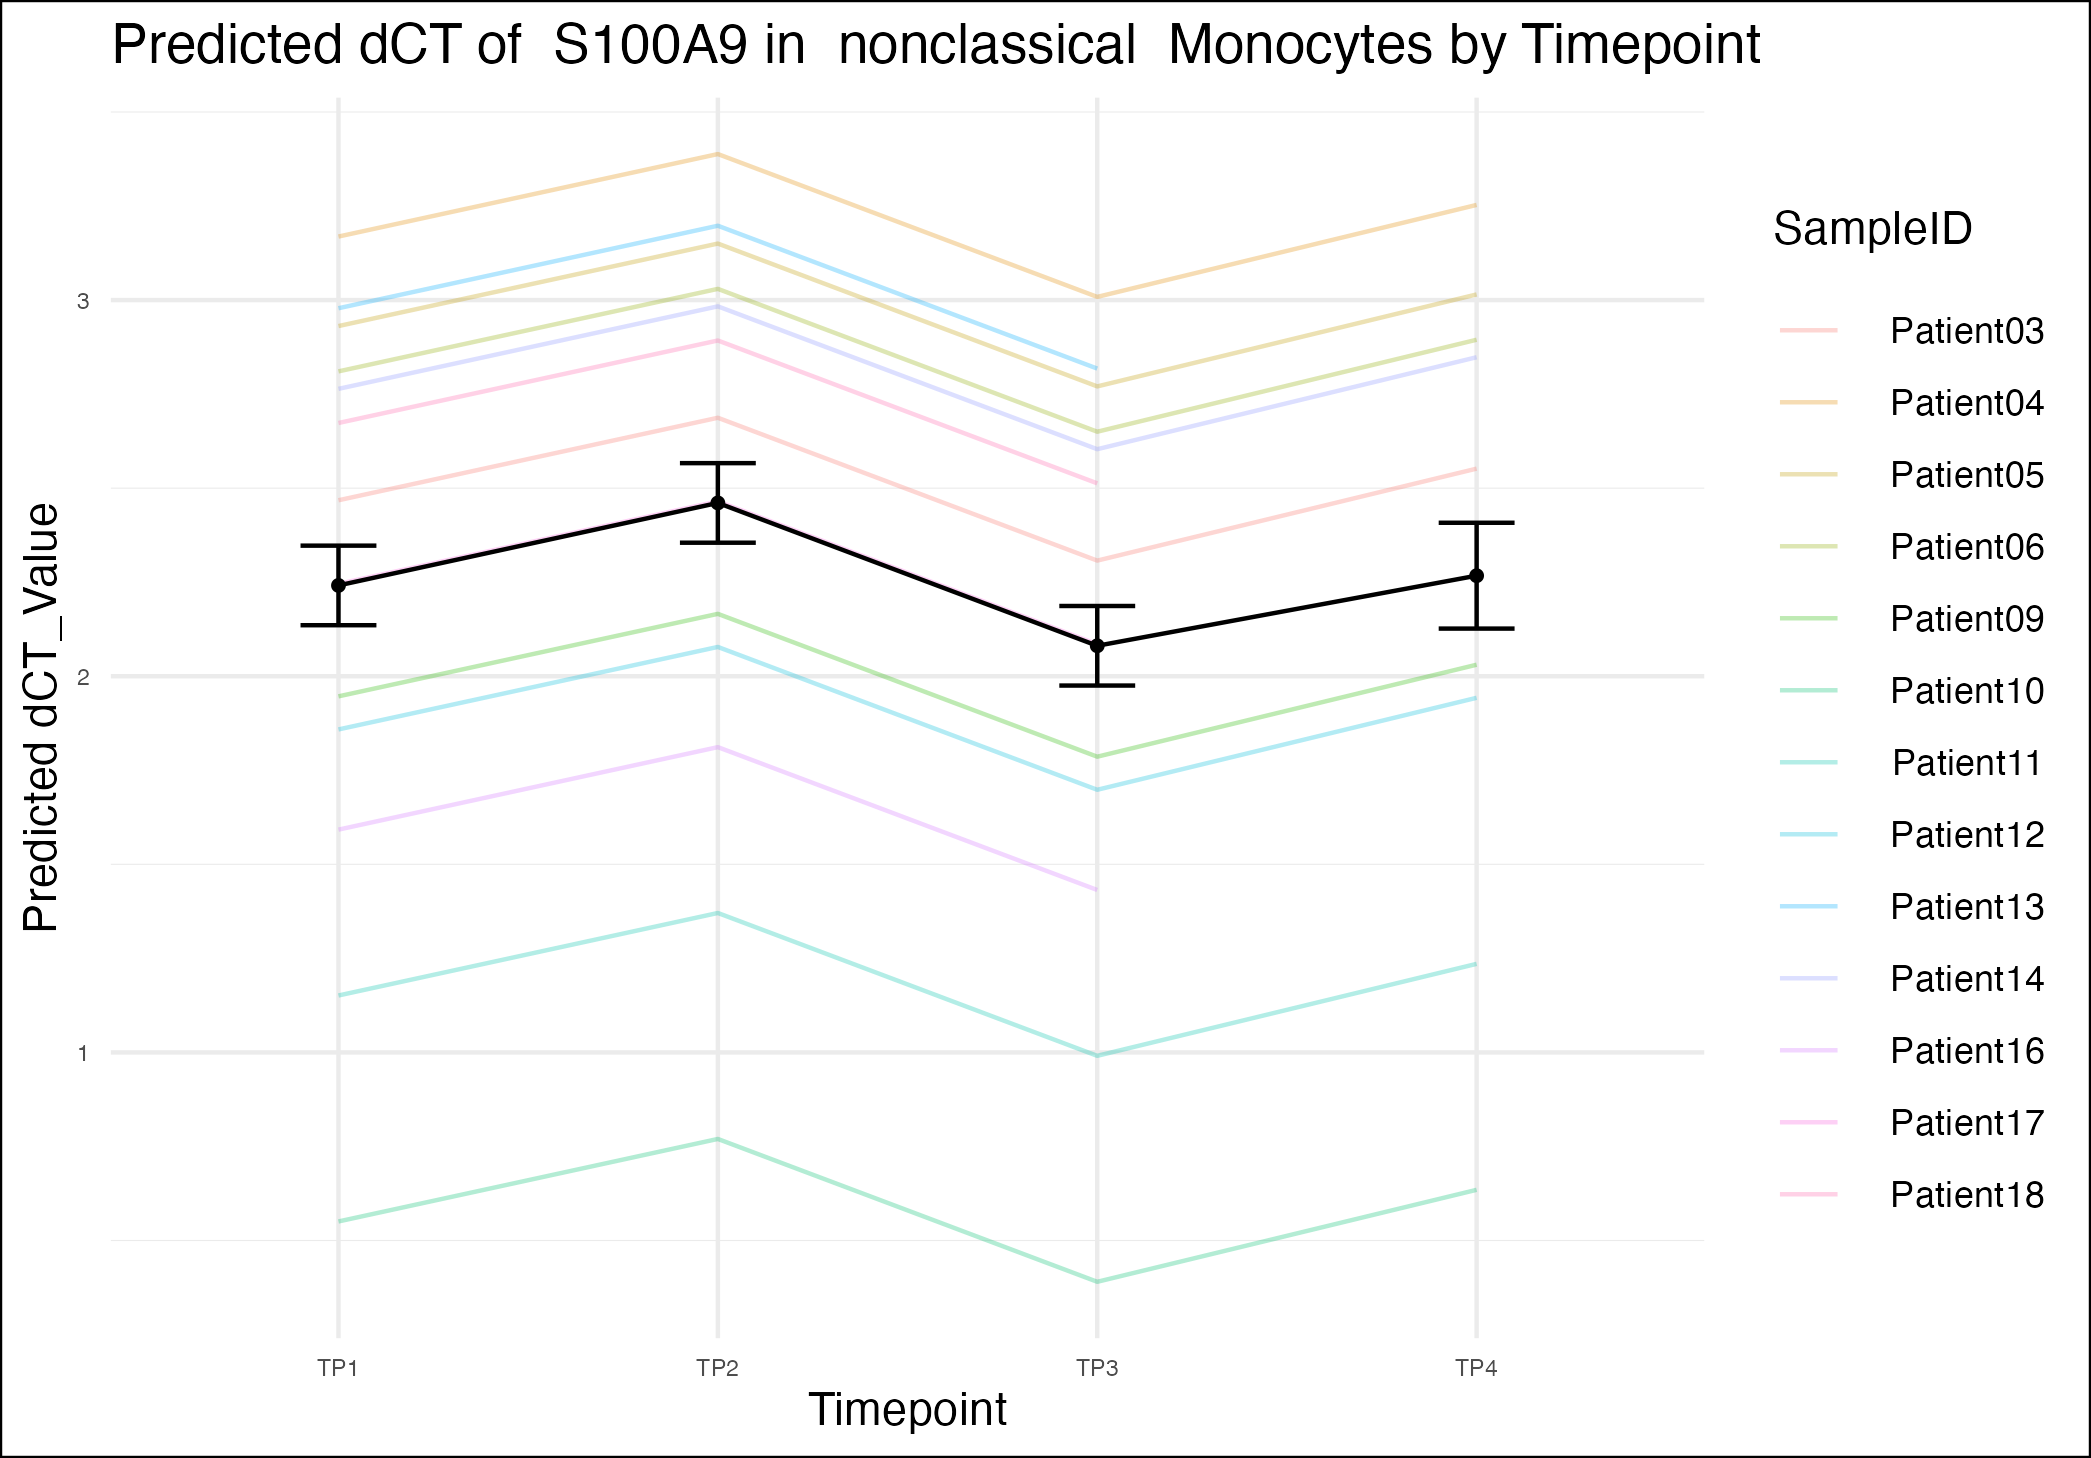 Predicted dCT of  S100A9 in  nonclassical  Monocytes by Timepoint
Predicted dCT_Value
3
2
1
TP1
TP2
TP3
TP4
Timepoint
SampleID
Patient03
Patient04
Patient05
Patient06
Patient09
Patient10
Patient11
Patient12
Patient13
Patient14
Patient16
Patient17
Patient18